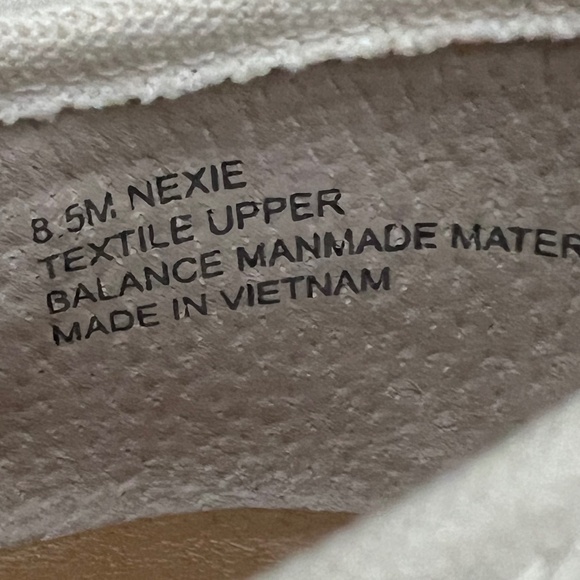 8.5M NEXIE
TEXTILE UPPER
BALANCE MANMADE MATER
MADE IN VIETNAM